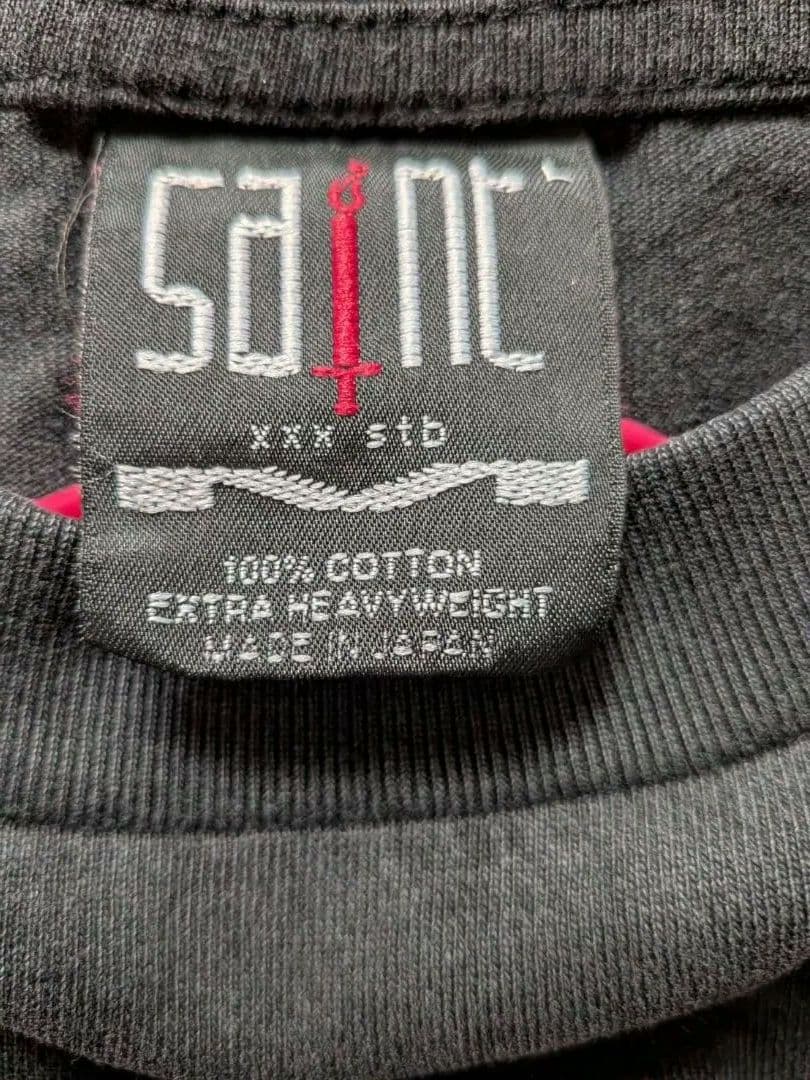 SaiNt
xxx stb
100% COTTON
EXTRA HEAVYWEIGHT
MADE IN JAPAN